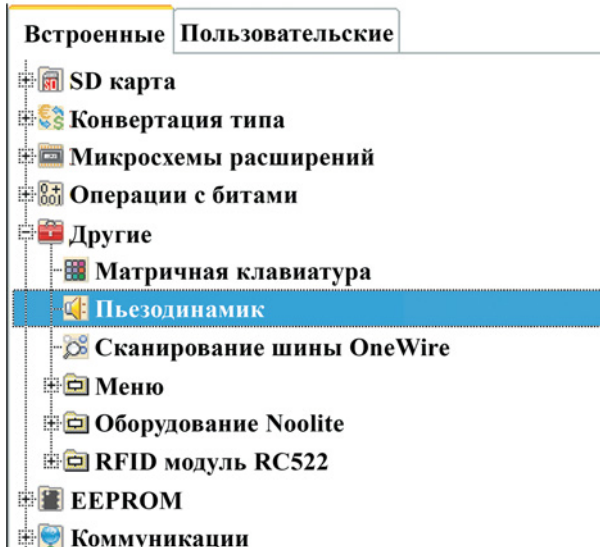 Встроенные Пользовательские
SD карта
Конвертация типа
Микросхемы расширений
Операции с битами
Другие
Матричная клавиатура
Пьезодинамик
Сканирование шины OneWire
Меню
Оборудование Noolite
RFID модуль RC522
EEPROM
Коммуникации